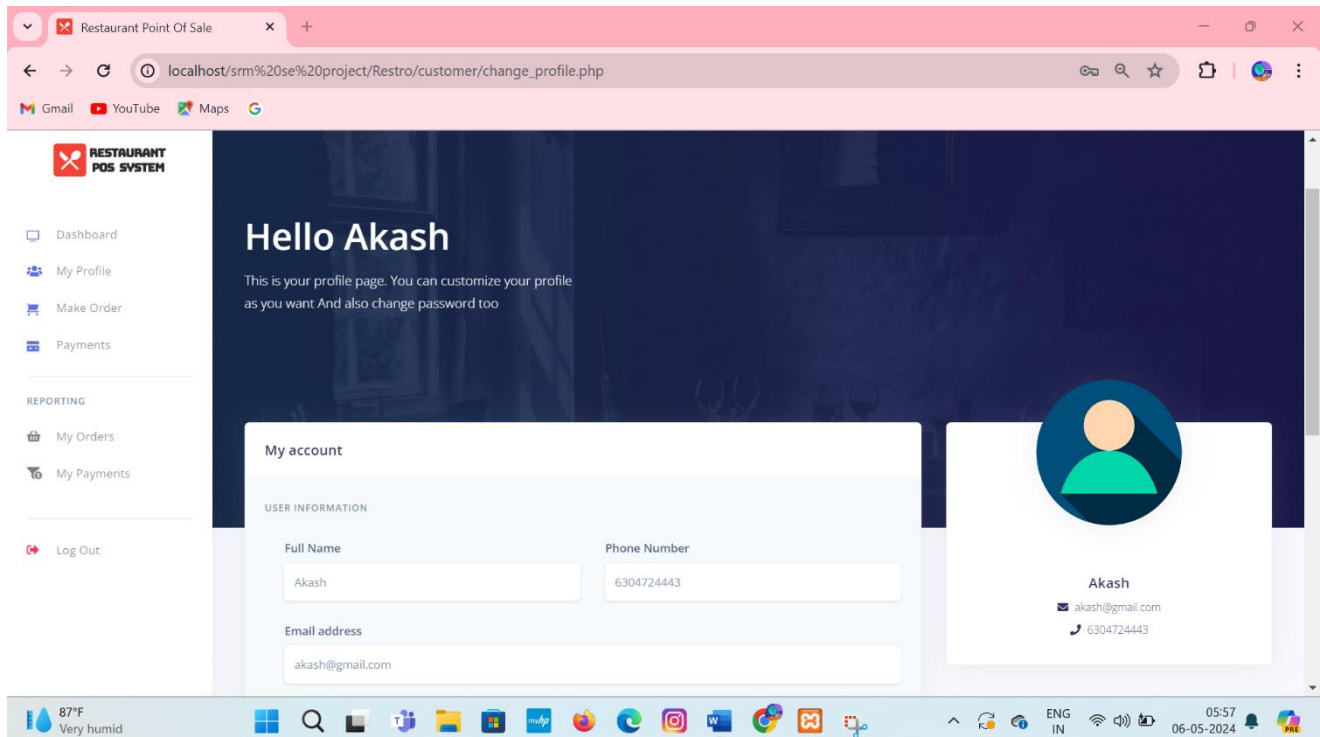 Restaurant Point Of Sale
localhost/srm%20se%20project/Restro/customer/change_profile.php
Gmail YouTube Maps
RESTAURANT
POS SYSTEM
Dashboard
My Profile
Make Order
Payments
REPORTING
My Orders
My Payments
Log Out
Hello Akash
This is your profile page. You can customize your profile
as you want And also change password too
My account
USER INFORMATION
Full Name Phone Number
Akash 6304724443
Email address
akash@gmail.com
Akash
akash@gmail.com
6304724443
87°F
Very humid
myhp
ENG
IN
05:57
06-05-2024
PRE